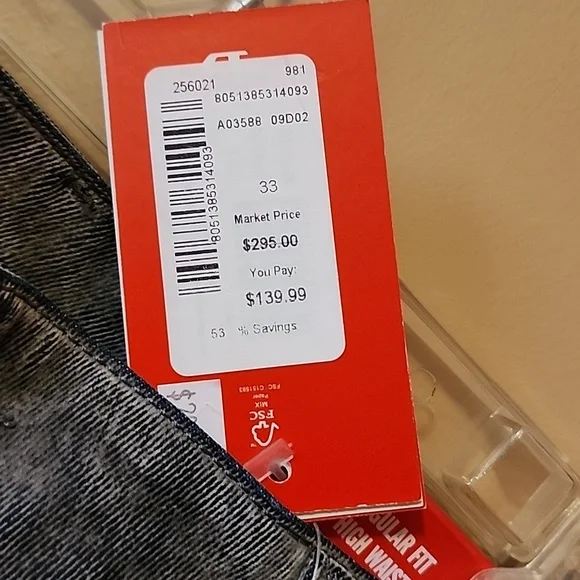 256021
981
8051385314093
A03588 09D02
8051385314093
33
Market Price
$295.00
You Pay:
$139.99
53 % Savings
FSC
MIX
Paper
FSC® C151583
ULAR FIT
HIGH WAIS